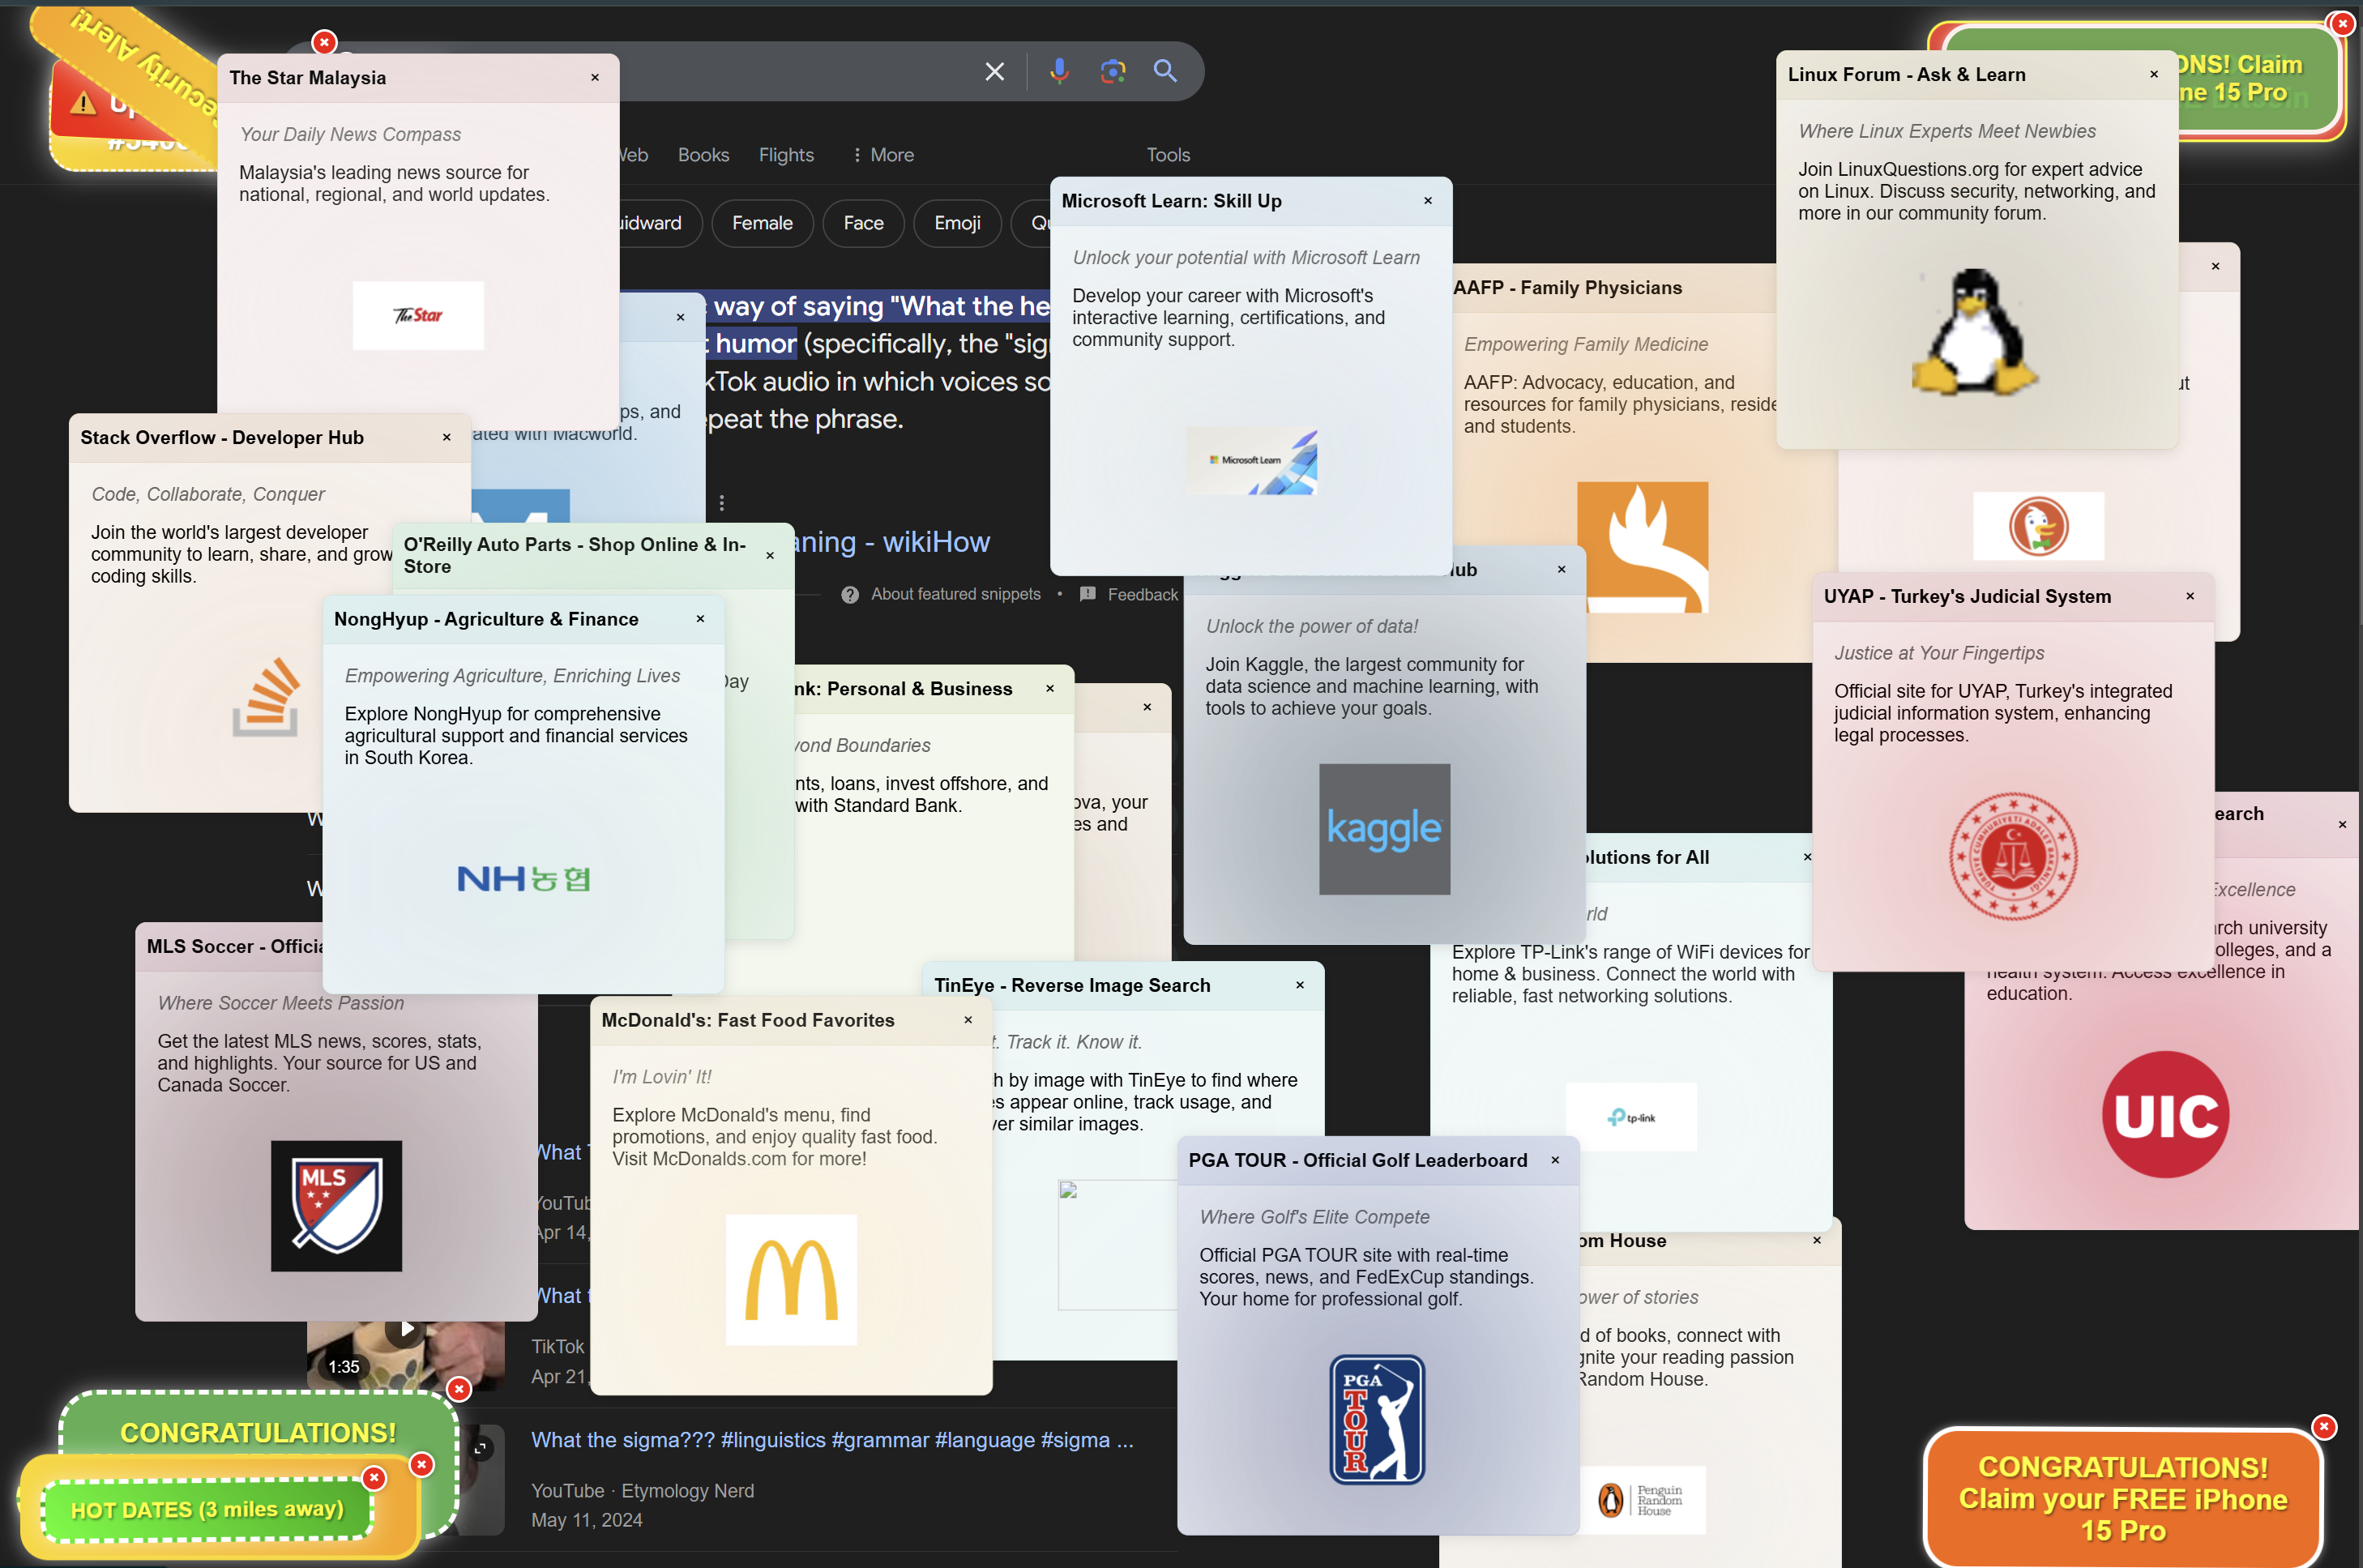 Security Alert!
#5406
The Star Malaysia
Your Daily News Compass
Malaysia's leading news source for
national, regional, and world updates.
The Star
Web
Books
Flights
More
Tools
Female
Face
Emoji
way of saying "What the
humor (specifically, the
audio in which voices
repeat the phrase.
wikiHow
About featured snippets
•
Feedback
ps, and
ated with Macworld.
Microsoft Learn: Skill Up
Unlock your potential with Microsoft Learn
Develop your career with Microsoft's
interactive learning, certifications, and
community support.
Microsoft Learn
AAFP - Family Physicians
Empowering Family Medicine
AAFP: Advocacy, education, and
resources for family physicians,
and students.
Linux Forum - Ask & Learn
Where Linux Experts Meet Newbies
Join LinuxQuestions.org for expert advice
on Linux. Discuss security, networking, and
more in our community forum.
ONS! Claim
ne 15 Pro
Stack Overflow - Developer Hub
Code, Collaborate, Conquer
Join the world's largest developer
community to learn, share, and grow
coding skills.
O'Reilly Auto Parts - Shop Online & In-
Store
NongHyup - Agriculture & Finance
Empowering Agriculture, Enriching Lives
Explore NongHyup for comprehensive
agricultural support and financial services
in South Korea.
NH농협
nk: Personal & Business
yond Boundaries
nts, loans, invest offshore, and
with Standard Bank.
ova, your
es and
Hub
Unlock the power of data!
Join Kaggle, the largest community for
data science and machine learning, with
tools to achieve your goals.
kaggle
UYAP - Turkey's Judicial System
Justice at Your Fingertips
Official site for UYAP, Turkey's integrated
judicial information system, enhancing
legal processes.
olutions for All
rld
Explore TP-Link's range of WiFi devices for
home & business. Connect the world with
reliable, fast networking solutions.
tp-link
earch
Excellence
arch university
olleges, and a
health system. Access excellence in
education.
UIC
MLS Soccer -
Where Soccer Meets Passion
Get the latest MLS news, scores, stats,
and highlights. Your source for US and
Canada Soccer.
MLS
McDonald's: Fast Food Favorites
I'm Lovin' It!
Explore McDonald's menu, find
promotions, and enjoy quality fast food.
Visit McDonalds.com for more!
TinEye - Reverse Image Search
Track it. Know it.
h by image with TinEye to find where
es appear online, track usage, and
ver similar images.
PGA TOUR - Official Golf Leaderboard
Where Golf's Elite Compete
Official PGA TOUR site with real-time
scores, news, and FedExCup standings.
Your home for professional golf.
PGA
TOUR
om House
ower of stories
d of books, connect with
gnite your reading passion
Random House.
Penguin
Random
House
What
YouTub
Apr 14,
What t
TikTok
Apr 21,
1:35
What the sigma??? #linguistics #grammar #language #sigma ...
YouTube · Etymology Nerd
May 11, 2024
CONGRATULATIONS!
HOT DATES (3 miles away)
CONGRATULATIONS!
Claim your FREE iPhone
15 Pro